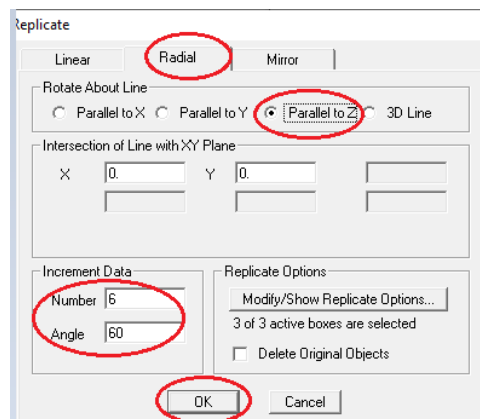 Replicate
Linear Radial Mirror
Rotate About Line
Parallel to X Parallel to Y Parallel to Z 3D Line
Intersection of Line with XY Plane
X 0. Y 0.
Increment Data Replicate Options
Number 6 Modify/Show Replicate Options...
3 of 3 active boxes are selected
Angle 60
Delete Original Objects
OK Cancel